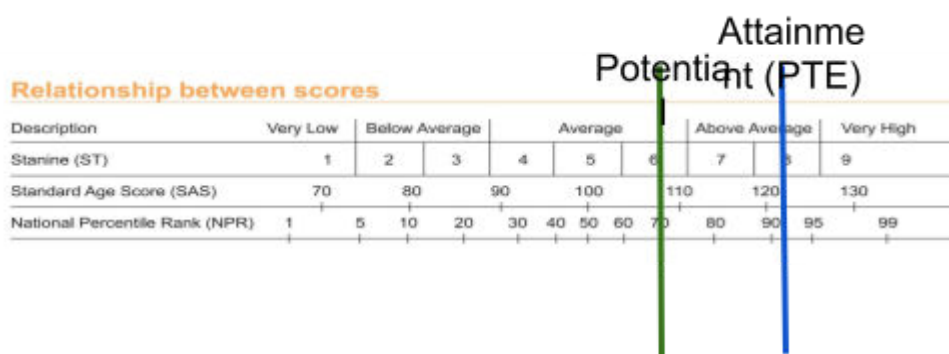 Attainme
nt (PTE)
Potentia
l
Relationship between scores
Description Very Low Below Average Average Above Average Very High
Stanine (ST) 1 2 3 4 5 6 7 8 9
Standard Age Score (SAS) 70 80 90 100 110 120 130
National Percentile Rank (NPR) 1 5 10 20 30 40 50 60 70 80 90 95 99